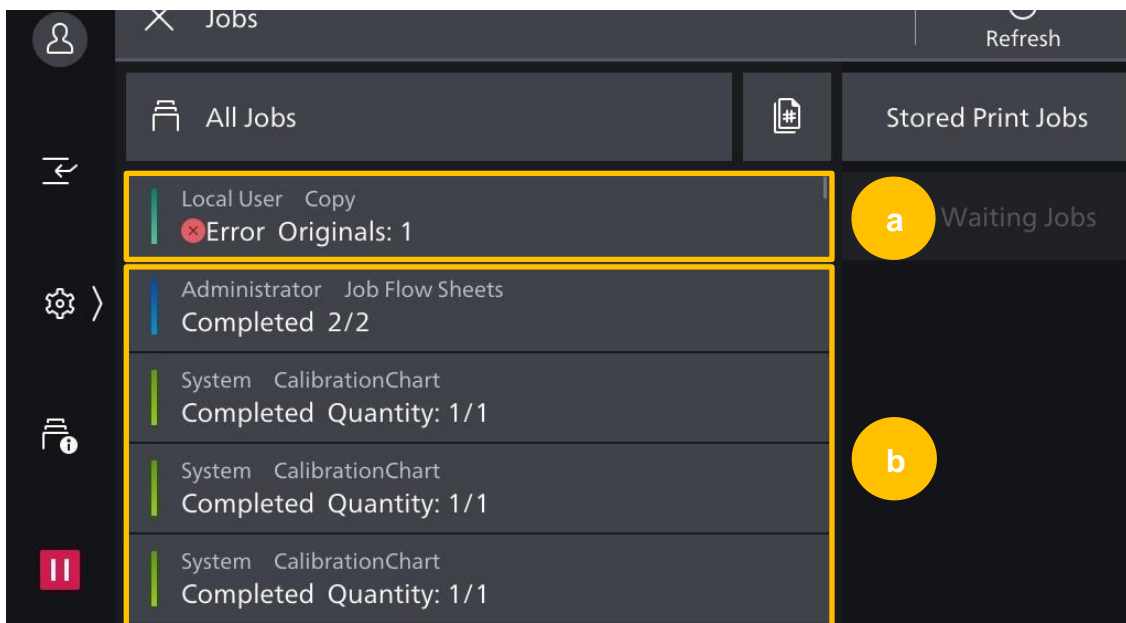 Jobs
Refresh
All Jobs
#
Stored Print Jobs
Local User Copy
Error Originals: 1
a
Waiting Jobs
Administrator Job Flow Sheets
Completed 2/2
System CalibrationChart
Completed Quantity: 1/1
b
System CalibrationChart
Completed Quantity: 1/1
System CalibrationChart
Completed Quantity: 1/1